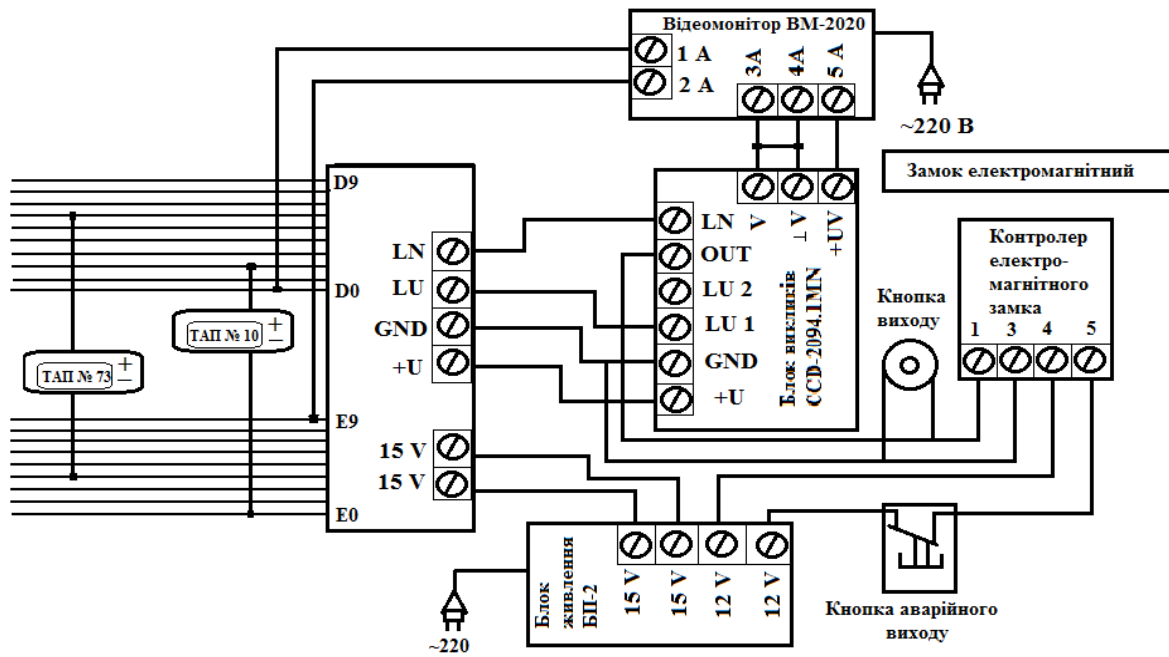 Відеомонітор ВМ-2020
1 A
2 A
3A
4A
5 A
~220 В
Замок електромагнітний
D9
LN
LU
D0
GND
+U
E9
15 V
15 V
E0
ТАП № 10
+
−
ТАП № 73
+
−
LN
OUT
LU 2
LU 1
GND
+U
V
⊥ V
+UV
Блок викликів
CCD-2094.1MN
Кнопка
виходу
Контролер
електро-
магнітного
замка
1 3 4 5
Блок
живлення
БП-2
15 V
15 V
12 V
12 V
~220
Кнопка аварійного
виходу